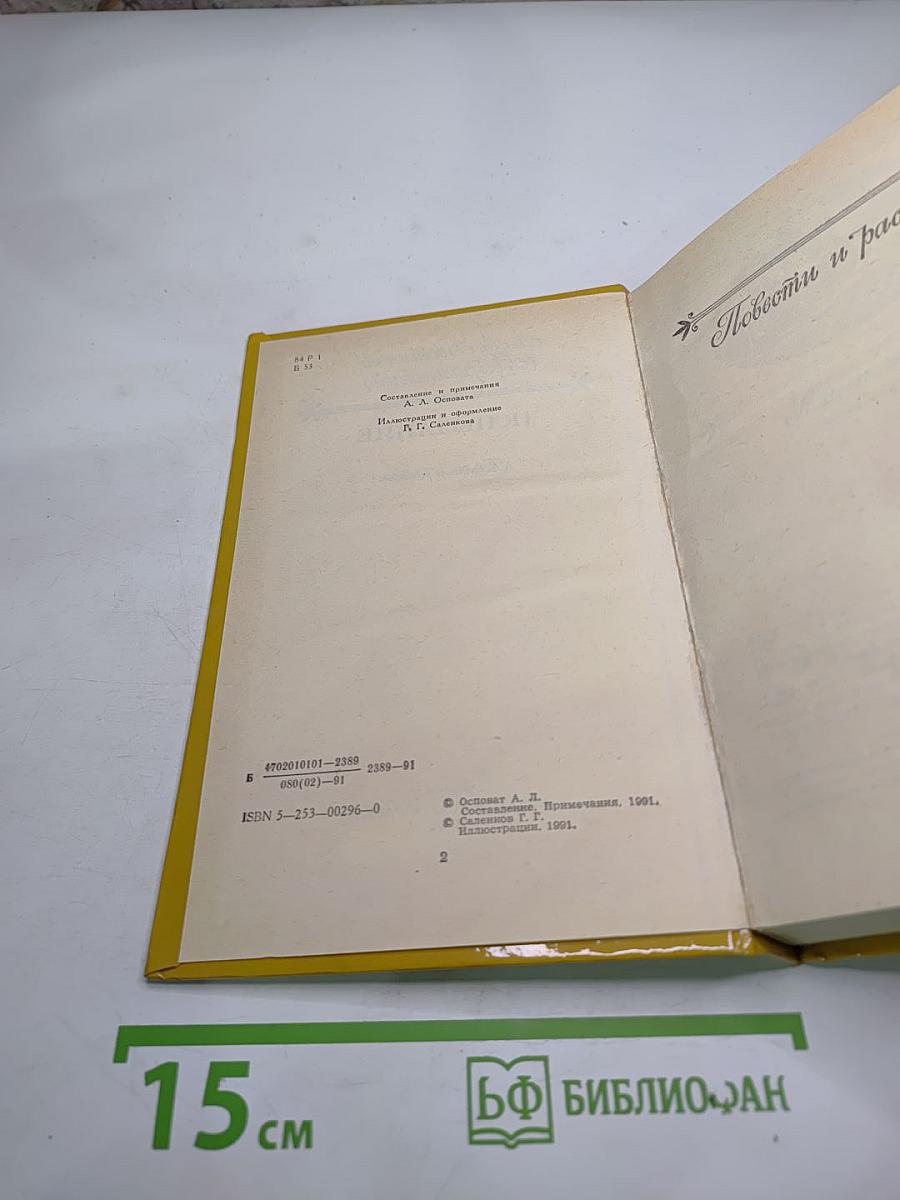 84 Р 1
Б 53
Составление и примечания
А. Л. Осповата
Иллюстрации и оформление
Г. Г. Саленкова
Б 4702010101—2389
080(02)—91
2389—91
ISBN 5—253—00296—0
© Осповат А. Л.
Составление. Примечания, 1991.
© Саленков Г. Г.
Иллюстрации, 1991.
2
Повести и рас
15 см
БФ БИБЛИОФАН